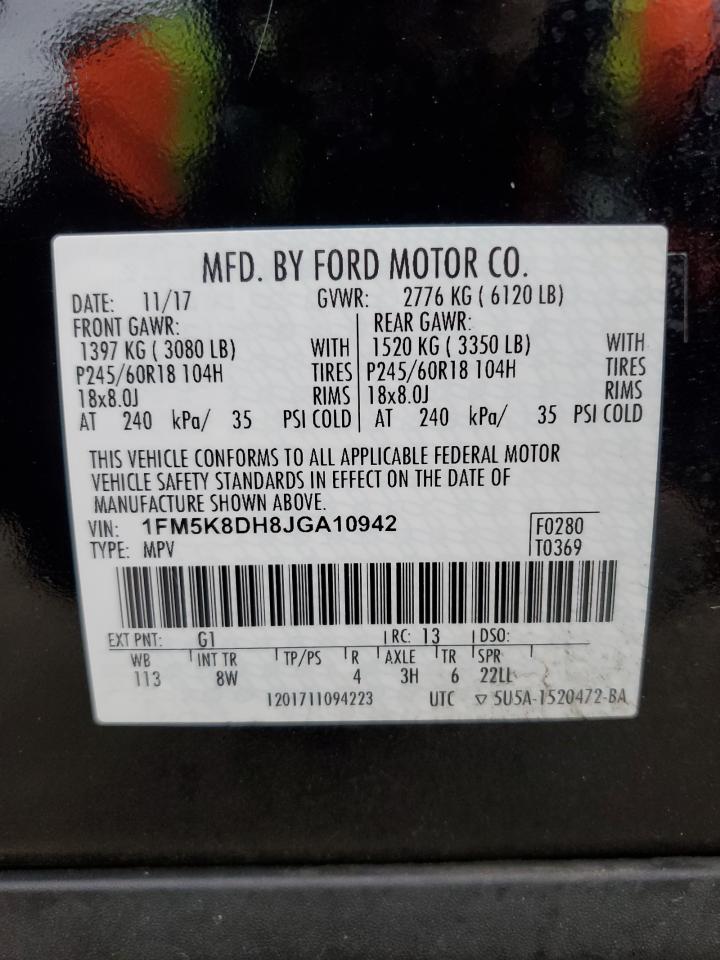 MFD. BY FORD MOTOR CO.
DATE: 11/17 GVWR: 2776 KG ( 6120 LB)
FRONT GAWR: REAR GAWR:
1397 KG ( 3080 LB) WITH 1520 KG ( 3350 LB) WITH
P245/60R18 104H TIRES P245/60R18 104H TIRES
18x8.0J RIMS 18x8.0J RIMS
AT 240 kPa/ 35 PSI COLD AT 240 kPa/ 35 PSI COLD
THIS VEHICLE CONFORMS TO ALL APPLICABLE FEDERAL MOTOR
VEHICLE SAFETY STANDARDS IN EFFECT ON THE DATE OF
MANUFACTURE SHOWN ABOVE.
VIN: 1FM5K8DH8JGA10942 F0280
TYPE: MPV T0369
EXT PNT: G1 RC: 13 DSO:
WB INT TR TP/PS R AXLE TR SPR
113 8W 4 3H 6 22LL
1201711094223 UTC ▽ 5U5A-1520472-BA